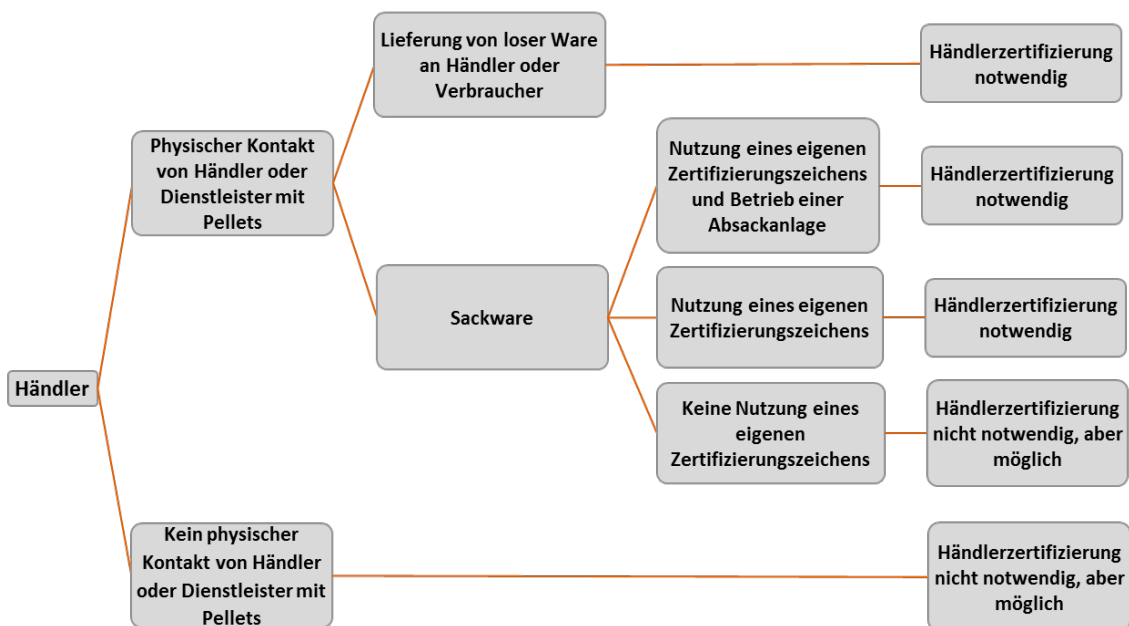 Händler
Physischer Kontakt
von Händler oder
Dienstleister mit
Pellets
Lieferung von loser Ware
an Händler oder
Verbraucher
Händlerzertifizierung
notwendig
Sackware
Nutzung eines eigenen
Zertifizierungszeichens
und Betrieb einer
Absackanlage
Händlerzertifizierung
notwendig
Nutzung eines eigenen
Zertifizierungszeichens
Händlerzertifizierung
notwendig
Keine Nutzung eines
eigenen
Zertifizierungszeichens
Händlerzertifizierung
nicht notwendig, aber
möglich
Kein physischer
Kontakt von Händler
oder Dienstleister mit
Pellets
Händlerzertifizierung
nicht notwendig, aber
möglich